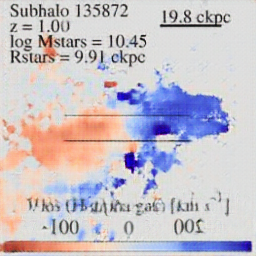 Subhalo 135872
19.8 ckpc
z = 1.00
log Mstars = 10.45
Rstars = 9.91 ckpc
-100 0